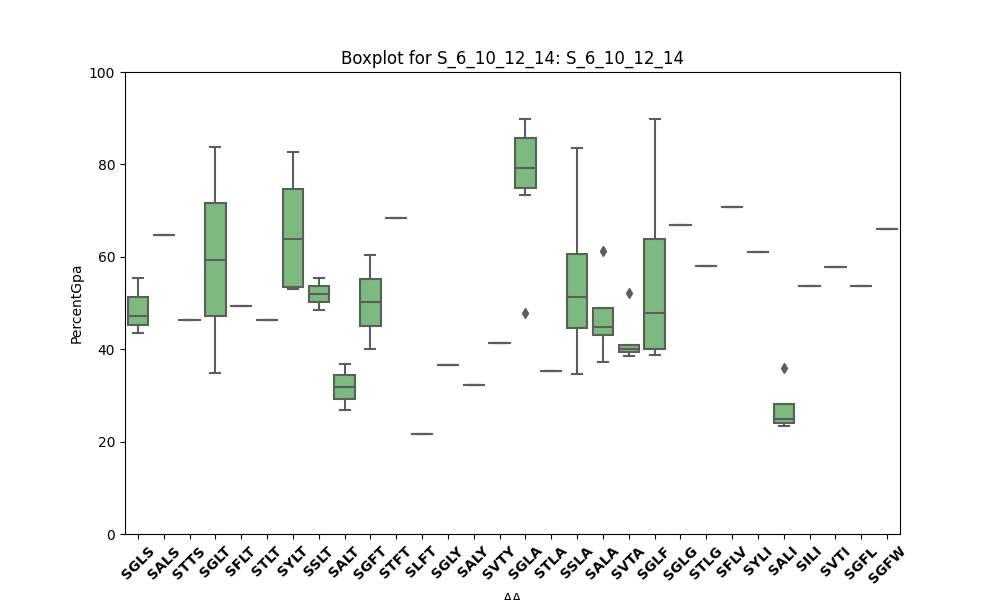 Boxplot for S_6_10_12_14: S_6_10_12_14
100
80
60
40
20
0
PercentGpa
SGLS SALS STTS SGLT SFLT STLT SYLT SSLT SALT SGFT STFT SLFT SGLY SALY SVTY SGLA STLA SSLA SALA SVTA SGLF SGLG STLG SFLV SYLI SALI SILI SVTI SGFL SGFW
AA